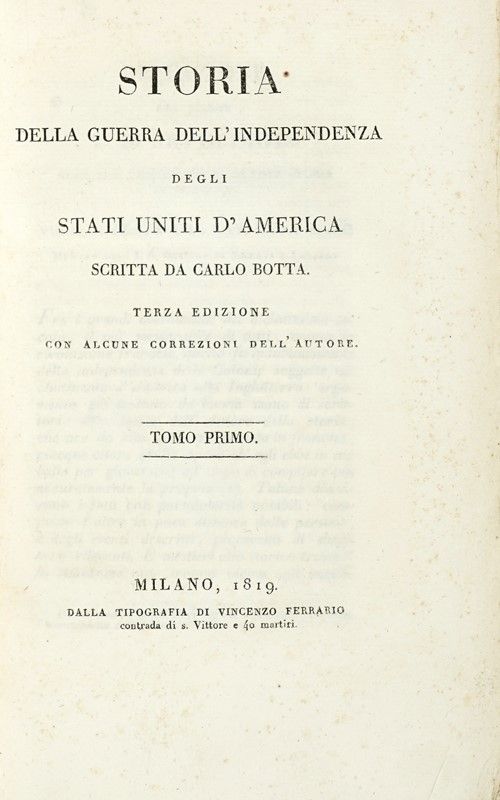 STORIA
DELLA GUERRA DELL'INDEPENDENZA
DEGLI
STATI UNITI D'AMERICA
SCRITTA DA CARLO BOTTA.
TERZA EDIZIONE
CON ALCUNE CORREZIONI DELL'AUTORE.
TOMO PRIMO.
MILANO, 1819.
DALLA TIPOGRAFIA DI VINCENZO FERRARIO
contrada di s. Vittore e 40 martiri.